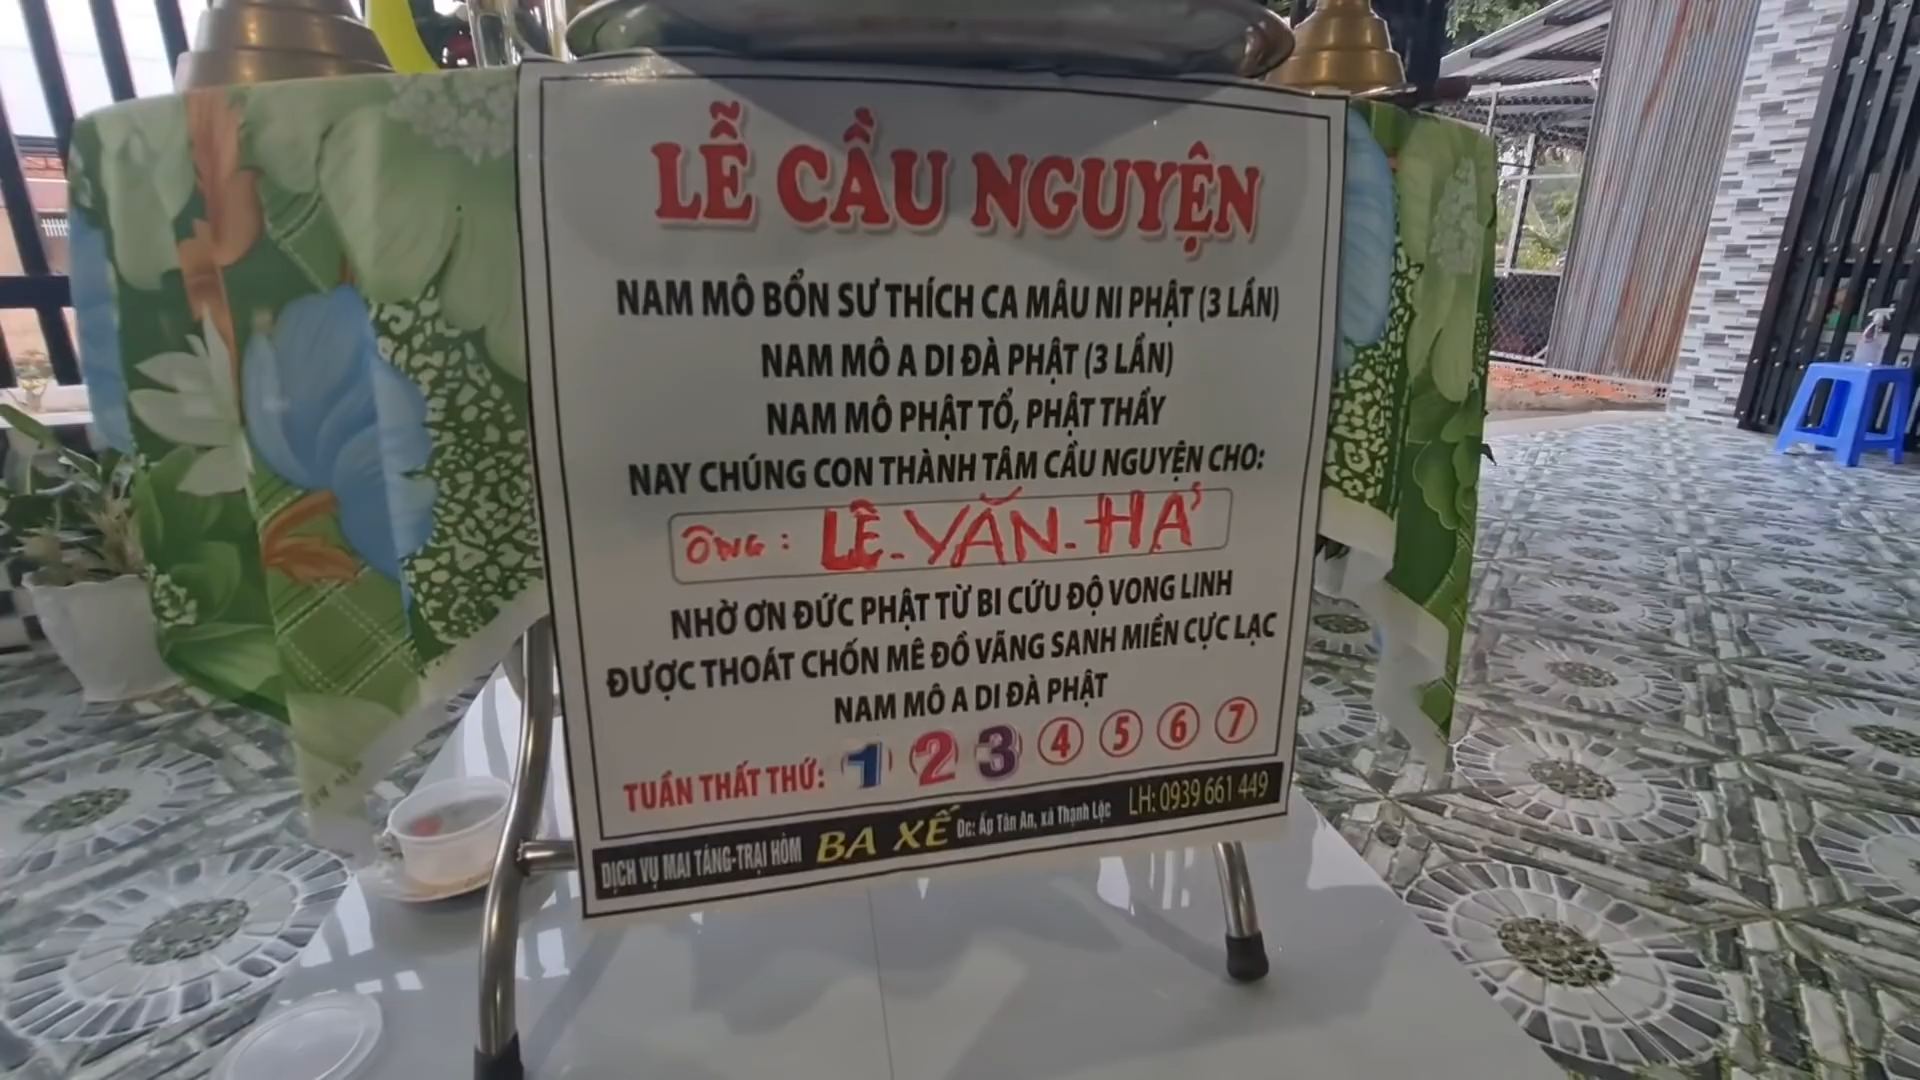 LỄ CẦU NGUYỆN
NAM MÔ BỔN SƯ THÍCH CA MÂU NI PHẬT (3 LẦN)
NAM MÔ A DI ĐÀ PHẬT (3 LẦN)
NAM MÔ PHẬT TỔ, PHẬT THẦY
NAY CHÚNG CON THÀNH TÂM CẦU NGUYỆN CHO:
ÔNG: LÊ-VĂN-HẢ
NHỜ ƠN ĐỨC PHẬT TỪ BI CỨU ĐỘ VONG LINH
ĐƯỢC THOÁT CHỐN MÊ ĐỒ VÃNG SANH MIỀN CỰC LẠC
NAM MÔ A DI ĐÀ PHẬT
TUẦN THẤT THỨ: 1 2 3 4 5 6 7
DỊCH VỤ MAI TÁNG-TRẠI HÒM BA XẾ Đc: Ấp Tân An, xã Thạnh Lộc LH: 0939 661 449